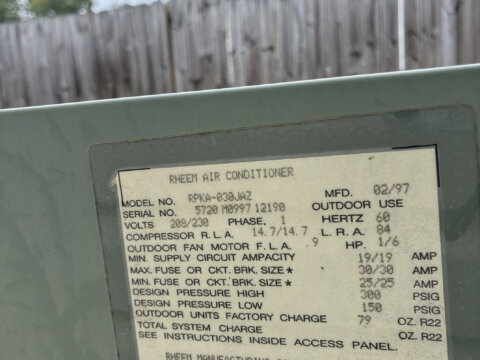 RHEEM AIR CONDITIONER
MODEL NO. RPKA-030JAZ MFD. 02/97
SERIAL NO. 5720 M0997 12190 OUTDOOR USE
VOLTS 208/230 PHASE. 1 HERTZ 60
COMPRESSOR R.L.A. 14.7/14.7 L.R.A. 84
OUTDOOR FAN MOTOR F.L.A. .9 HP. 1/6
MIN. SUPPLY CIRCUIT AMPACITY 19/19 AMP
MAX. FUSE OR CKT. BRK. SIZE * 30/30 AMP
MIN. FUSE OR CKT. BRK. SIZE * 25/25 AMP
DESIGN PRESSURE HIGH 300 PSIG
DESIGN PRESSURE LOW 150 PSIG
OUTDOOR UNITS FACTORY CHARGE 79 OZ. R22
TOTAL SYSTEM CHARGE OZ. R22
SEE INSTRUCTIONS INSIDE ACCESS PANEL.
RHEEM MANUFACTURING